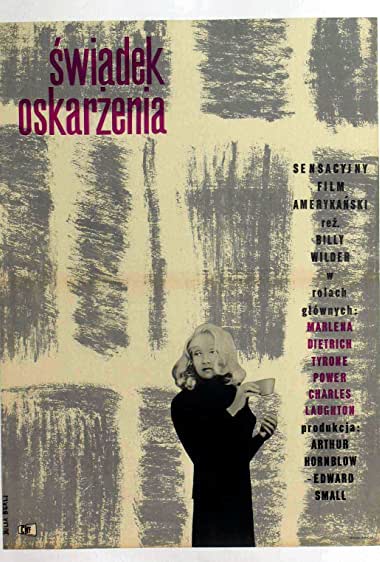 świadek
oskarżenia
SENSACYJNY
FILM
AMERYKAŃSKI
reż.
BILLY
WILDER
w
rolach
głównych:
MARLENA
DIETRICH
TYRONE
POWER
CHARLES
LAUGHTON
produkcja:
ARTHUR
HORNBLOW
-EDWARD
SMALL
CWF